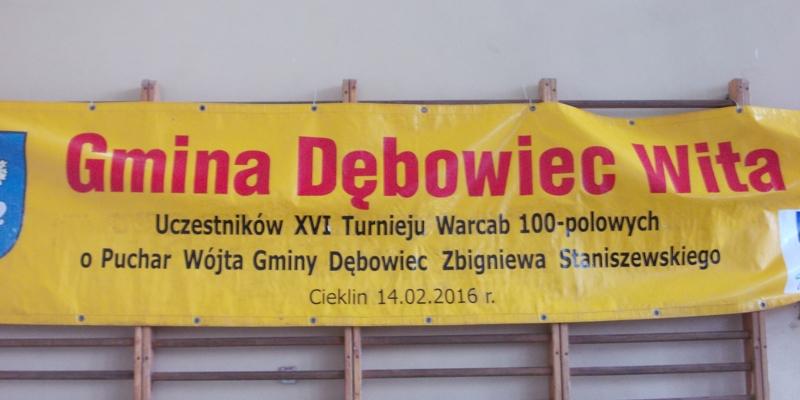 Gmina Dębowiec Wita
Uczestników XVI Turnieju Warcab 100-polowych
o Puchar Wójta Gminy Dębowiec Zbigniewa Staniszewskiego
Cieklin 14.02.2016 r.